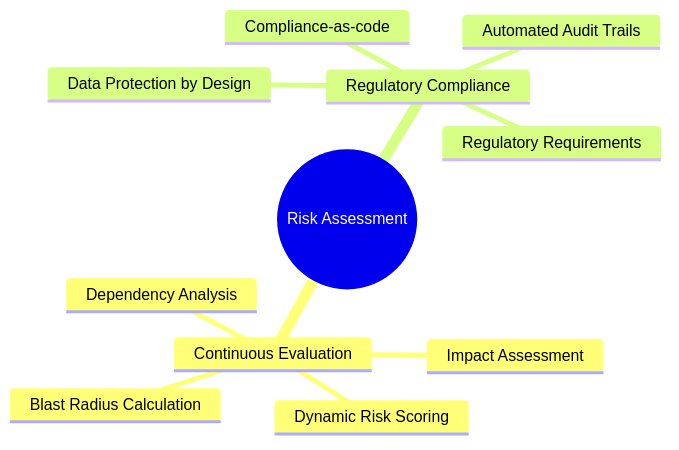 Compliance-as-code
Automated Audit Trails
Data Protection by Design
Regulatory Compliance
Regulatory Requirements
Risk Assessment
Dependency Analysis
Continuous Evaluation
Impact Assessment
Blast Radius Calculation
Dynamic Risk Scoring